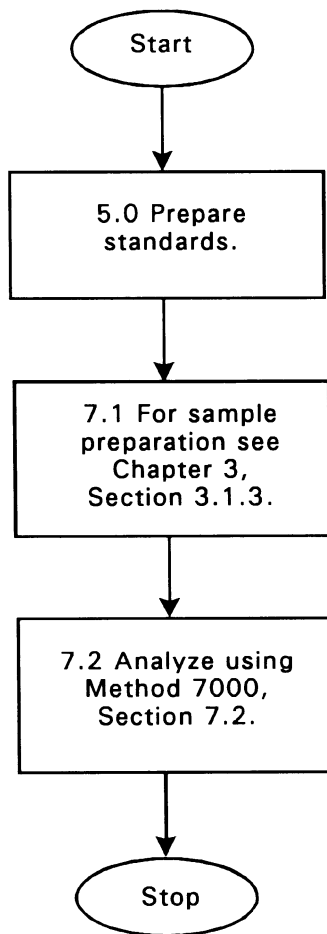 Start
5.0 Prepare
standards.
7.1 For sample
preparation see
Chapter 3,
Section 3.1.3.
7.2 Analyze using
Method 7000,
Section 7.2.
Stop